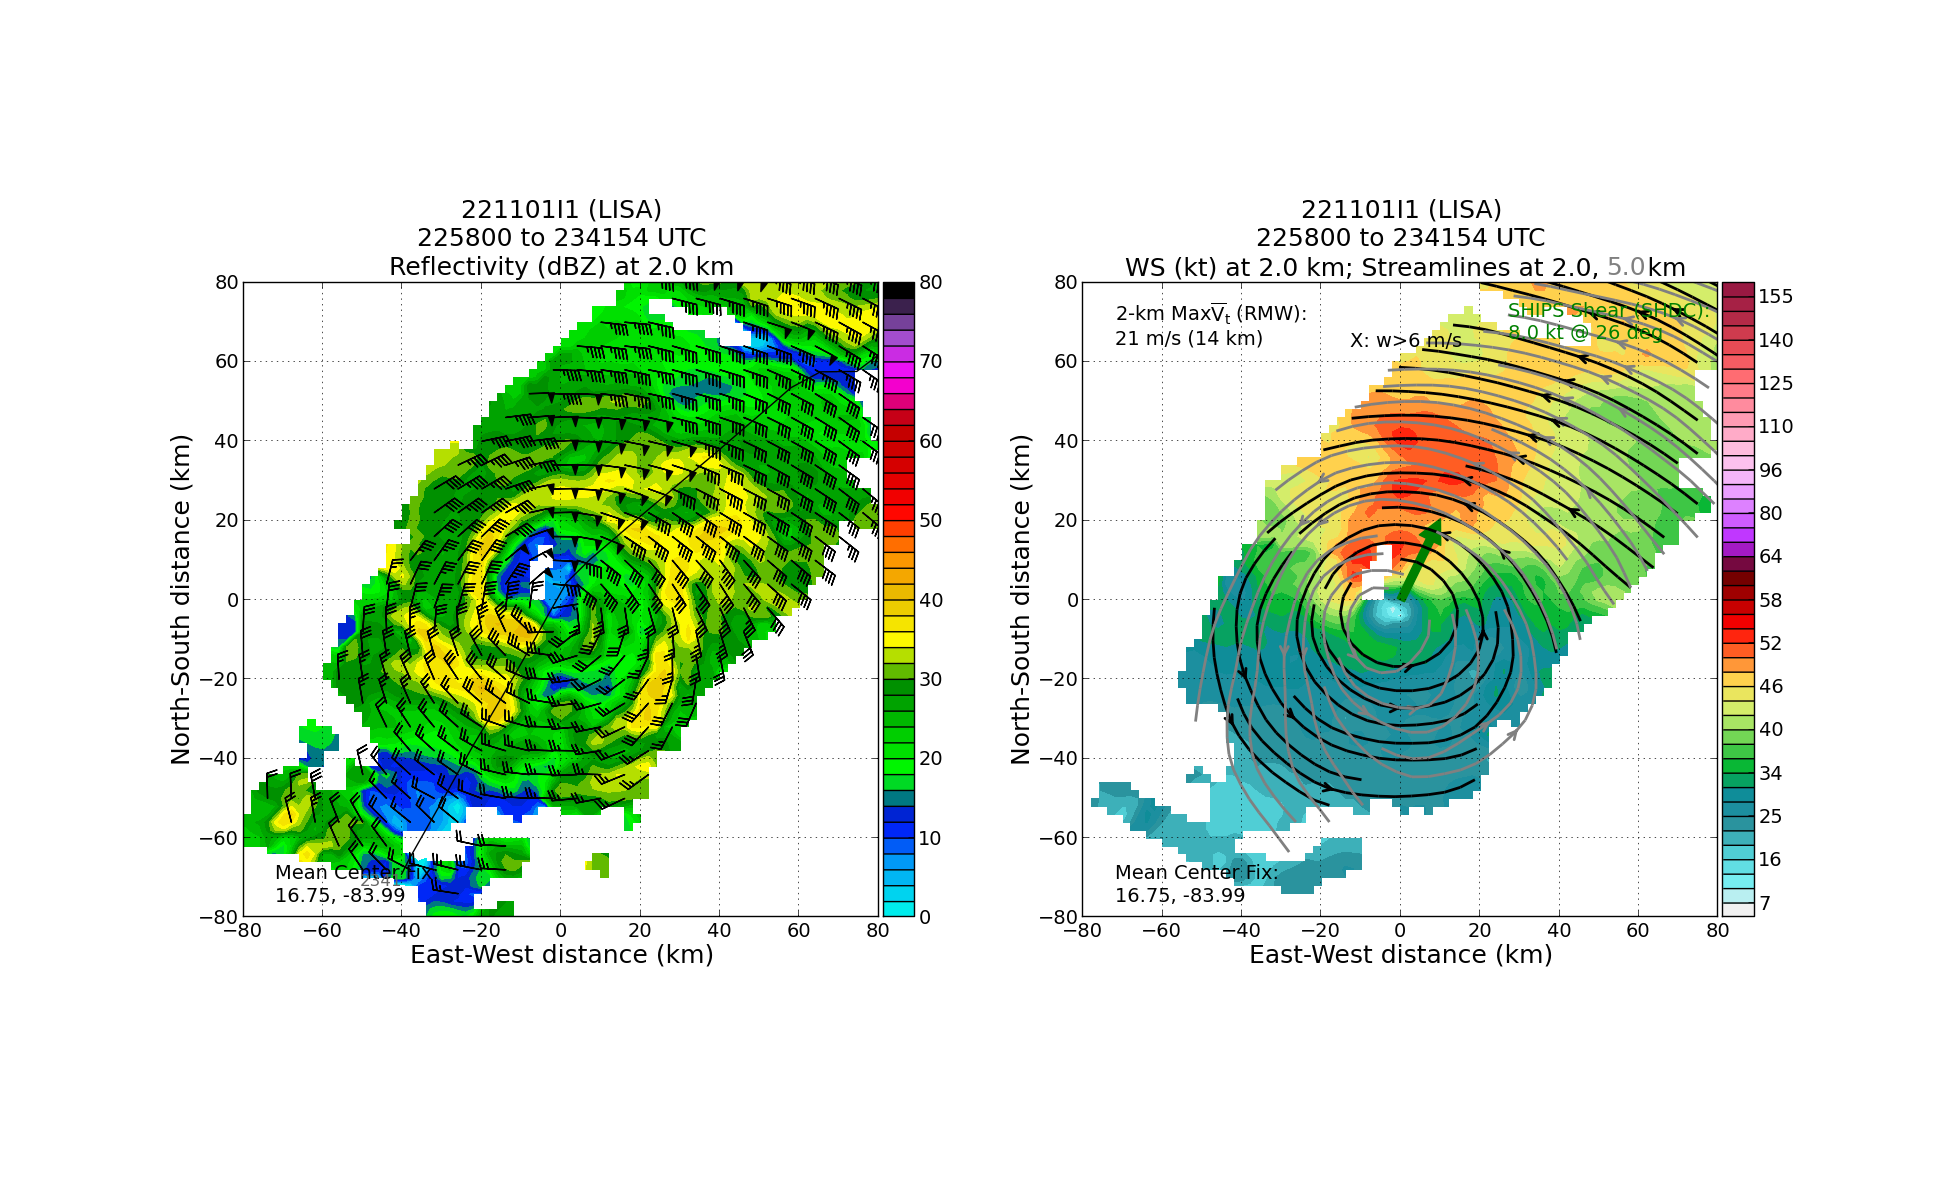 221101I1 (LISA)
225800 to 234154 UTC
Reflectivity (dBZ) at 2.0 km
80
60
40
20
0
−20
−40
−60
−80
North-South distance (km)
−80 −60 −40 −20 0 20 40 60 80
East-West distance (km)
Mean Center Fix:
16.75, -83.99
80
70
60
50
40
30
20
10
0
221101I1 (LISA)
225800 to 234154 UTC
WS (kt) at 2.0 km; Streamlines at 2.0, 5.0km
2-km MaxV̅t (RMW):
21 m/s (14 km)
X: w>6 m/s
SHIPS Shear (SHDC):
8.0 kt @ 26 deg
80
60
40
20
0
−20
−40
−60
−80
North-South distance (km)
−80 −60 −40 −20 0 20 40 60 80
East-West distance (km)
Mean Center Fix:
16.75, -83.99
155
140
125
110
96
80
64
58
52
46
40
34
25
16
7